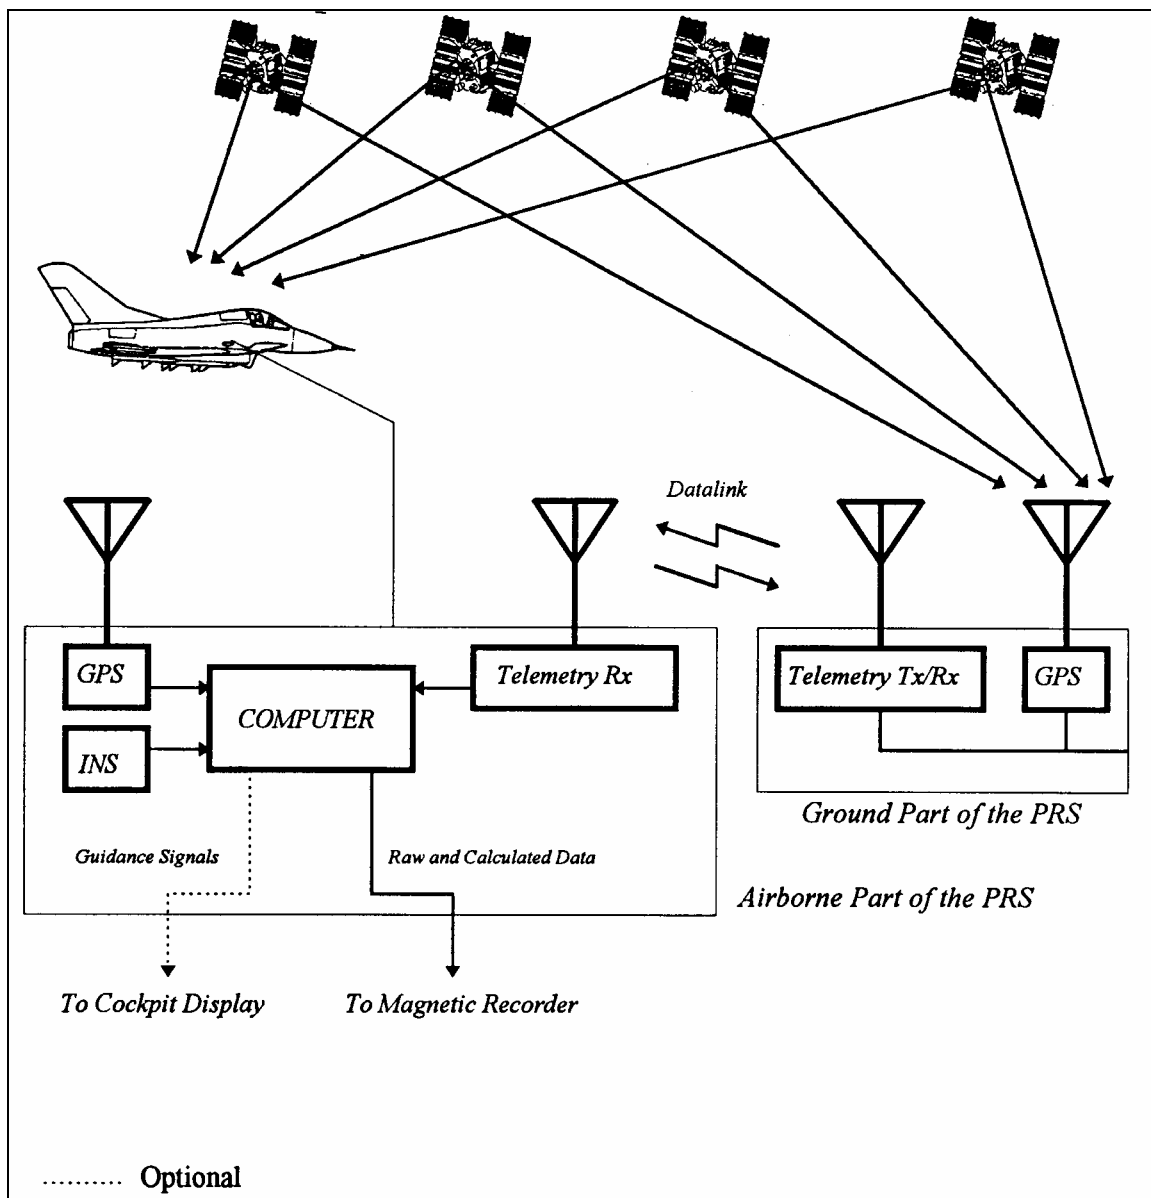 Datalink
GPS
Telemetry Rx
Telemetry Tx/Rx
GPS
COMPUTER
INS
Ground Part of the PRS
Guidance Signals
Raw and Calculated Data
Airborne Part of the PRS
To Cockpit Display
To Magnetic Recorder
.......... Optional